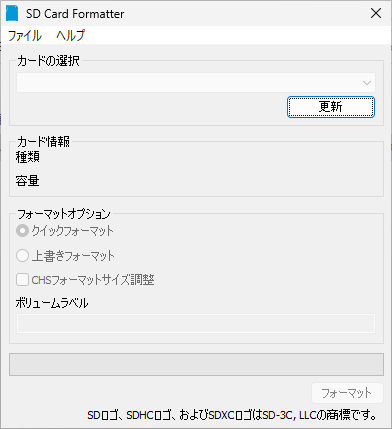 SD Card Formatter
ファイル ヘルプ
カードの選択
更新
カード情報
種類
容量
フォーマットオプション
クイックフォーマット
上書きフォーマット
CHSフォーマットサイズ調整
ボリュームラベル
フォーマット
SDロゴ、SDHCロゴ、およびSDXCロゴはSD-3C, LLCの商標です。